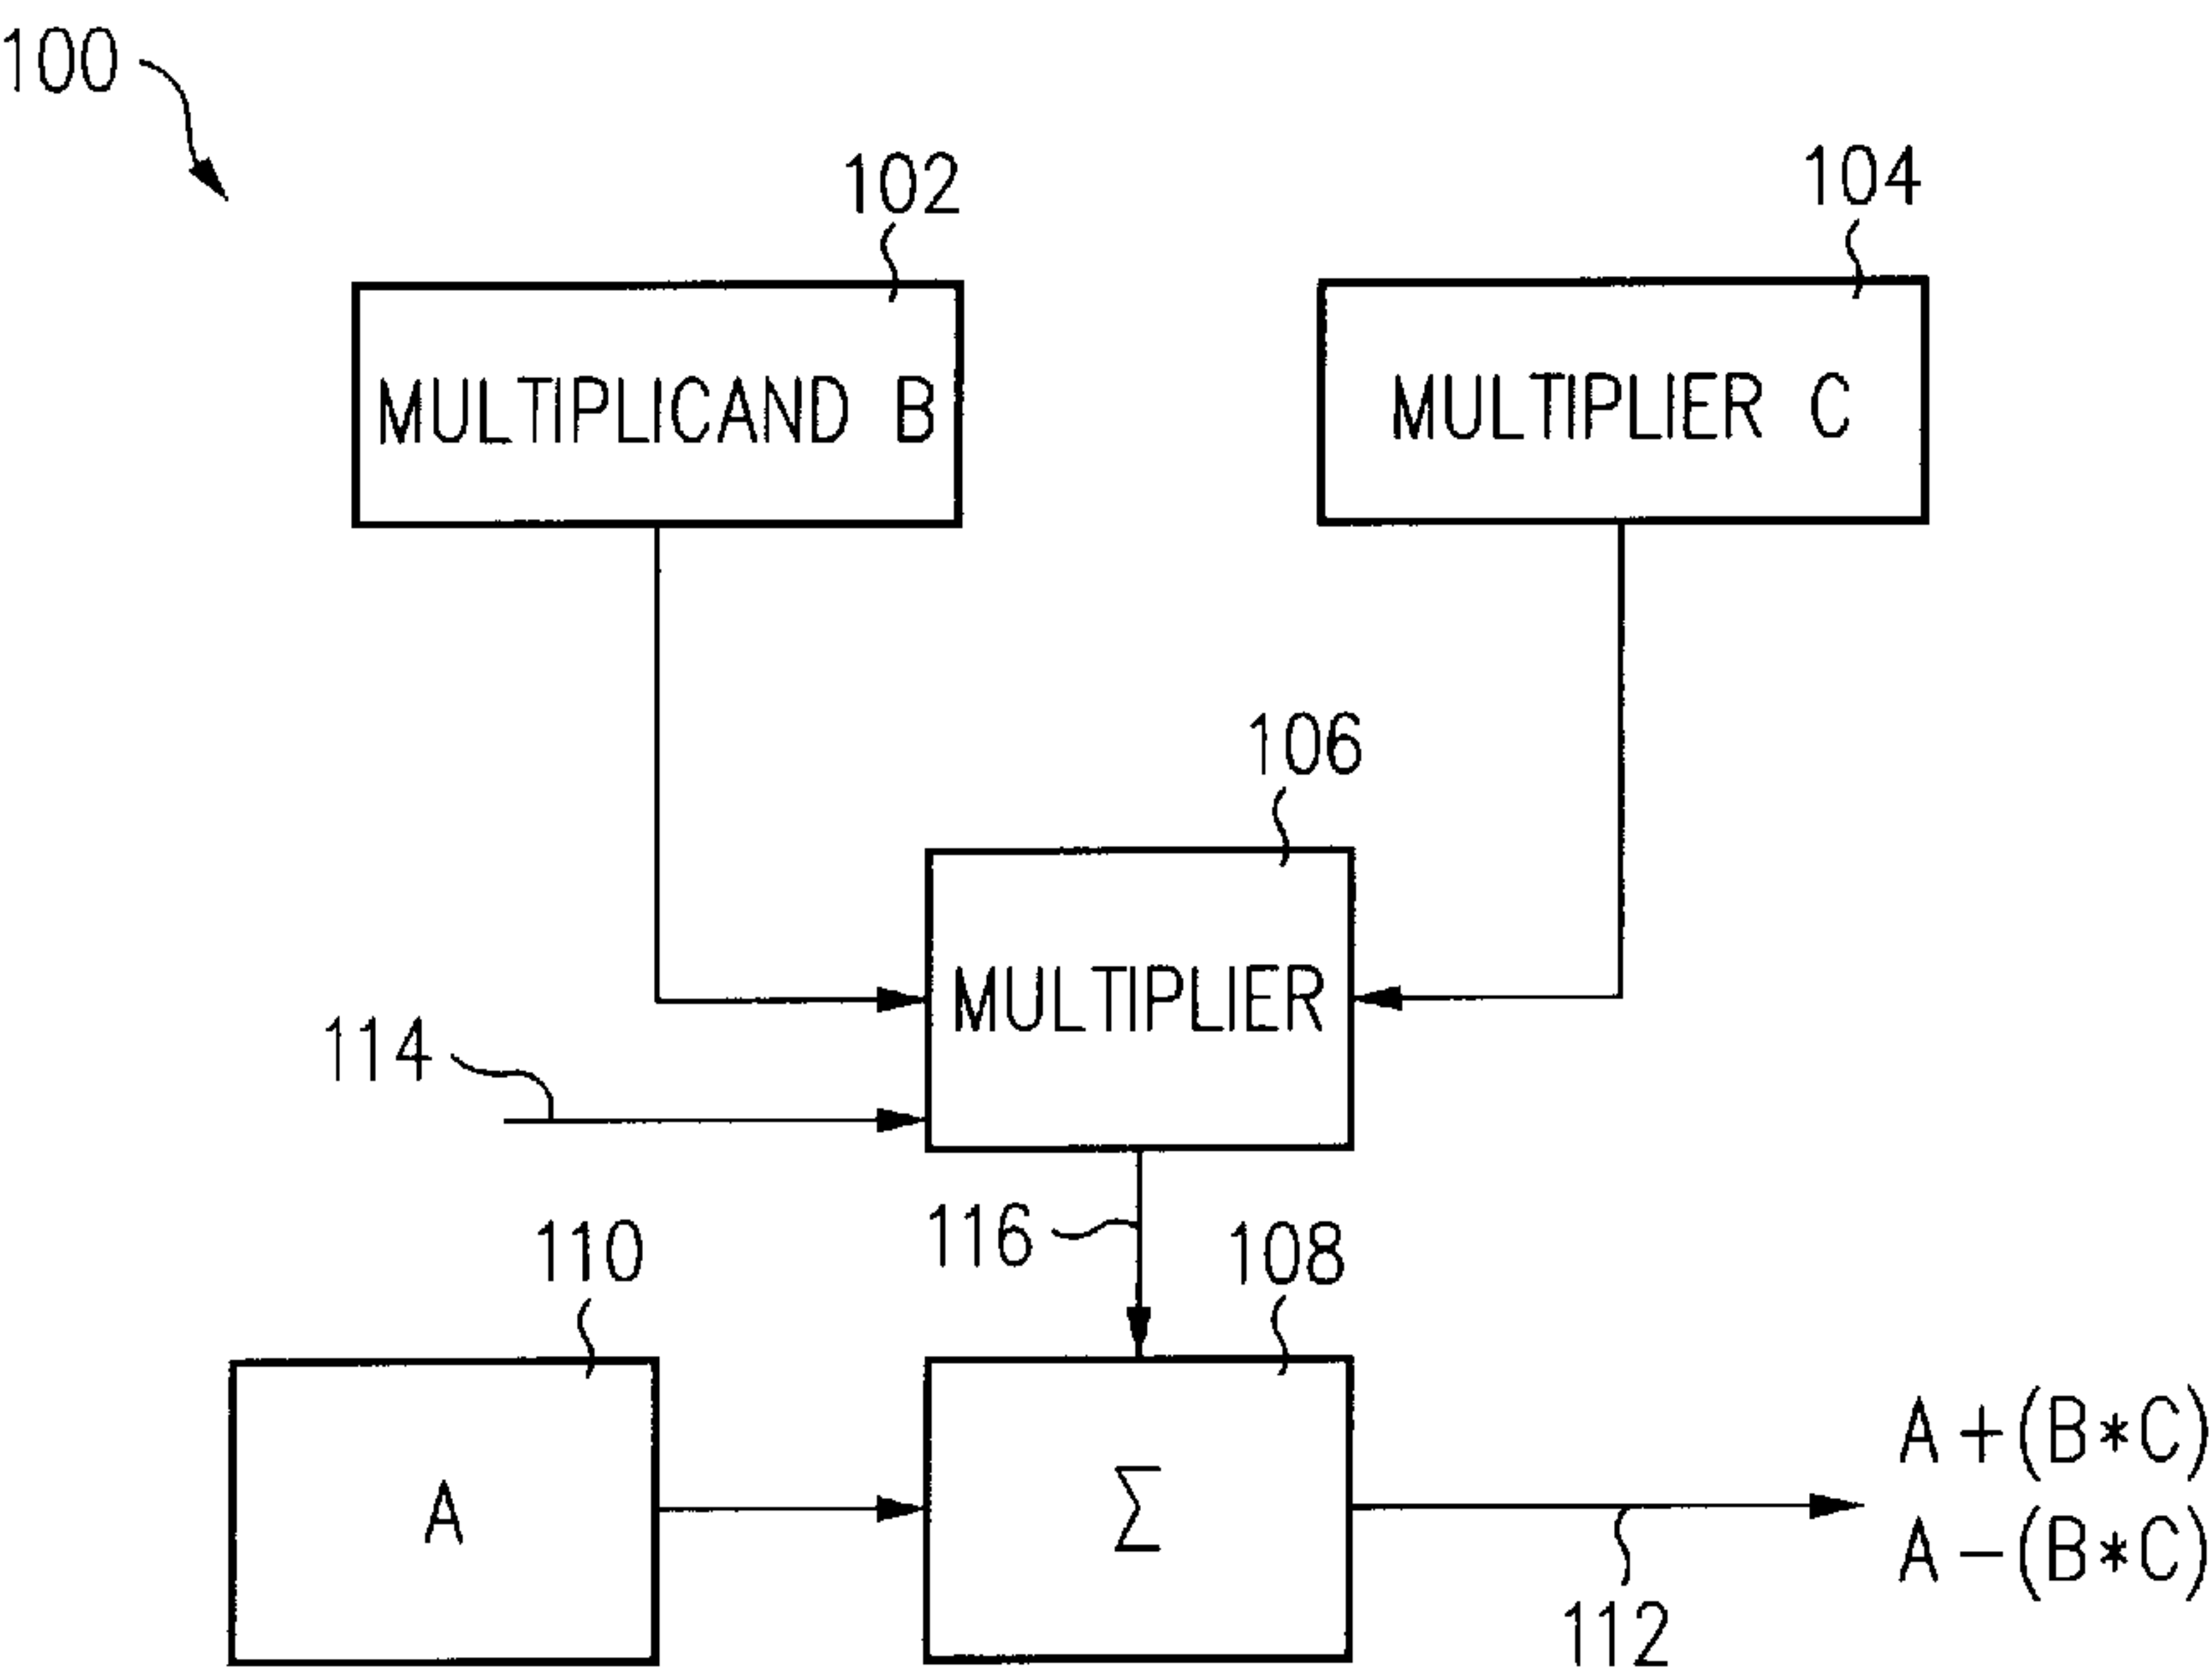 100
102
104
MULTIPLICAND B
MULTIPLIER C
106
MULTIPLIER
114
116
110
108
A
Σ
A+(B*C)
A-(B*C)
112